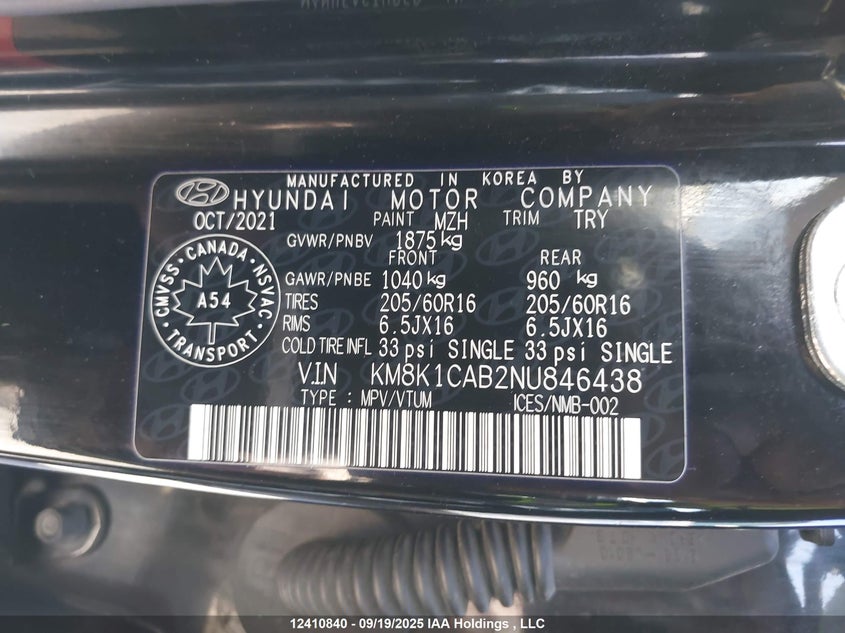 MANUFACTURED IN KOREA BY
HYUNDAI MOTOR COMPANY
OCT/2021 PAINT MZH TRIM TRY
GVWR/PNBV 1875kg
FRONT REAR
GAWR/PNBE 1040 kg 960 kg
TIRES 205/60R16 205/60R16
RIMS 6.5JX16 6.5JX16
COLD TIRE INFL 33 psi SINGLE 33 psi SINGLE
V.I.N KM8K1CAB2NU846438
TYPE : MPV/VTUM ICES/NMB-002
CMVSS · CANADA · NSVAC
A54
TRANSPORT
12410840 - 09/19/2025 IAA Holdings , LLC